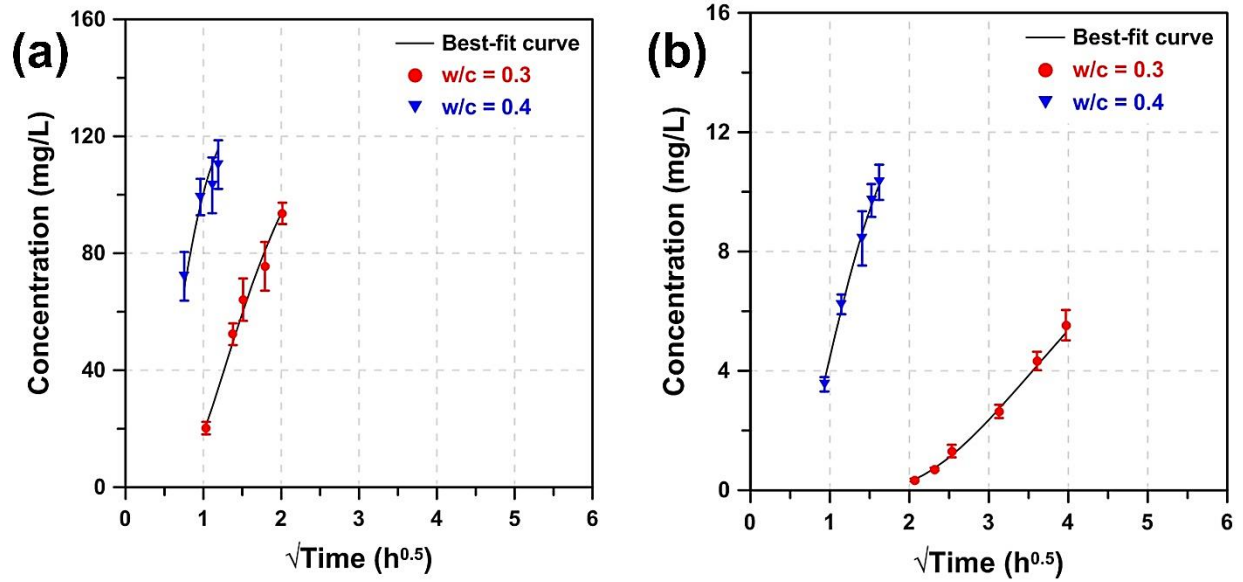 (a)
Best-fit curve
w/c = 0.3
w/c = 0.4
Concentration (mg/L)
160
120
80
40
0
0 1 2 3 4 5 6
√Time (h^0.5)
(b)
Best-fit curve
w/c = 0.3
w/c = 0.4
Concentration (mg/L)
16
12
8
4
0
0 1 2 3 4 5 6
√Time (h^0.5)